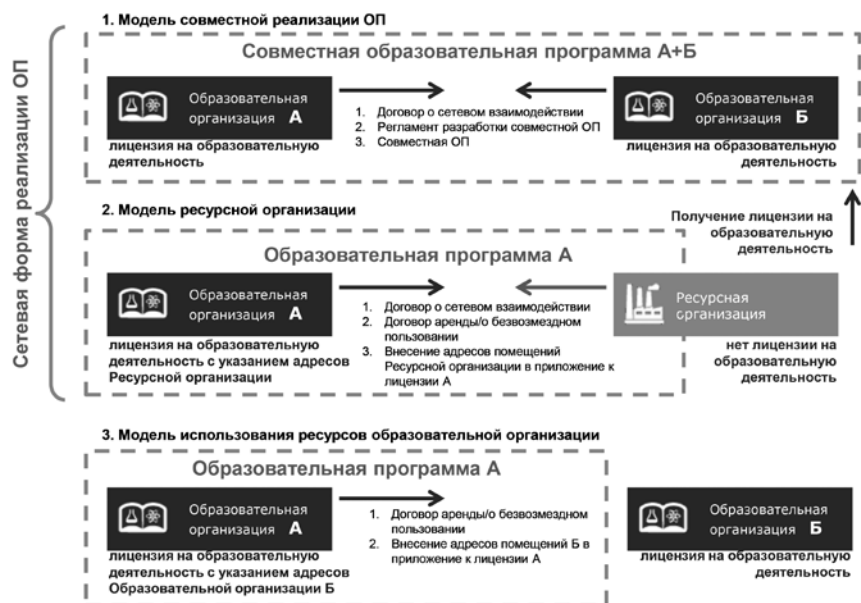 1. Модель совместной реализации ОП
Сетевая форма реализации ОП
Совместная образовательная программа А+Б
Образовательная
организация А
лицензия на образовательную
деятельность
1. Договор о сетевом взаимодействии
2. Регламент разработки совместной ОП
3. Совместная ОП
Образовательная
организация Б
лицензия на образовательную
деятельность
2. Модель ресурсной организации
Получение лицензии на
образовательную
деятельность
Образовательная программа А
Образовательная
организация А
лицензия на образовательную
деятельность с указанием адресов
Ресурсной организации
1. Договор о сетевом взаимодействии
2. Договор аренды/о безвозмездном
пользовании
3. Внесение адресов помещений
Ресурсной организации в приложение к
лицензии А
Ресурсная
организация
нет лицензии на
образовательную
деятельность
3. Модель использования ресурсов образовательной организации
Образовательная программа А
Образовательная
организация А
лицензия на образовательную
деятельность с указанием адресов
Образовательной организации Б
1. Договор аренды/о безвозмездном
пользовании
2. Внесение адресов помещений Б в
приложение к лицензии А
Образовательная
организация Б
лицензия на образовательную
деятельность